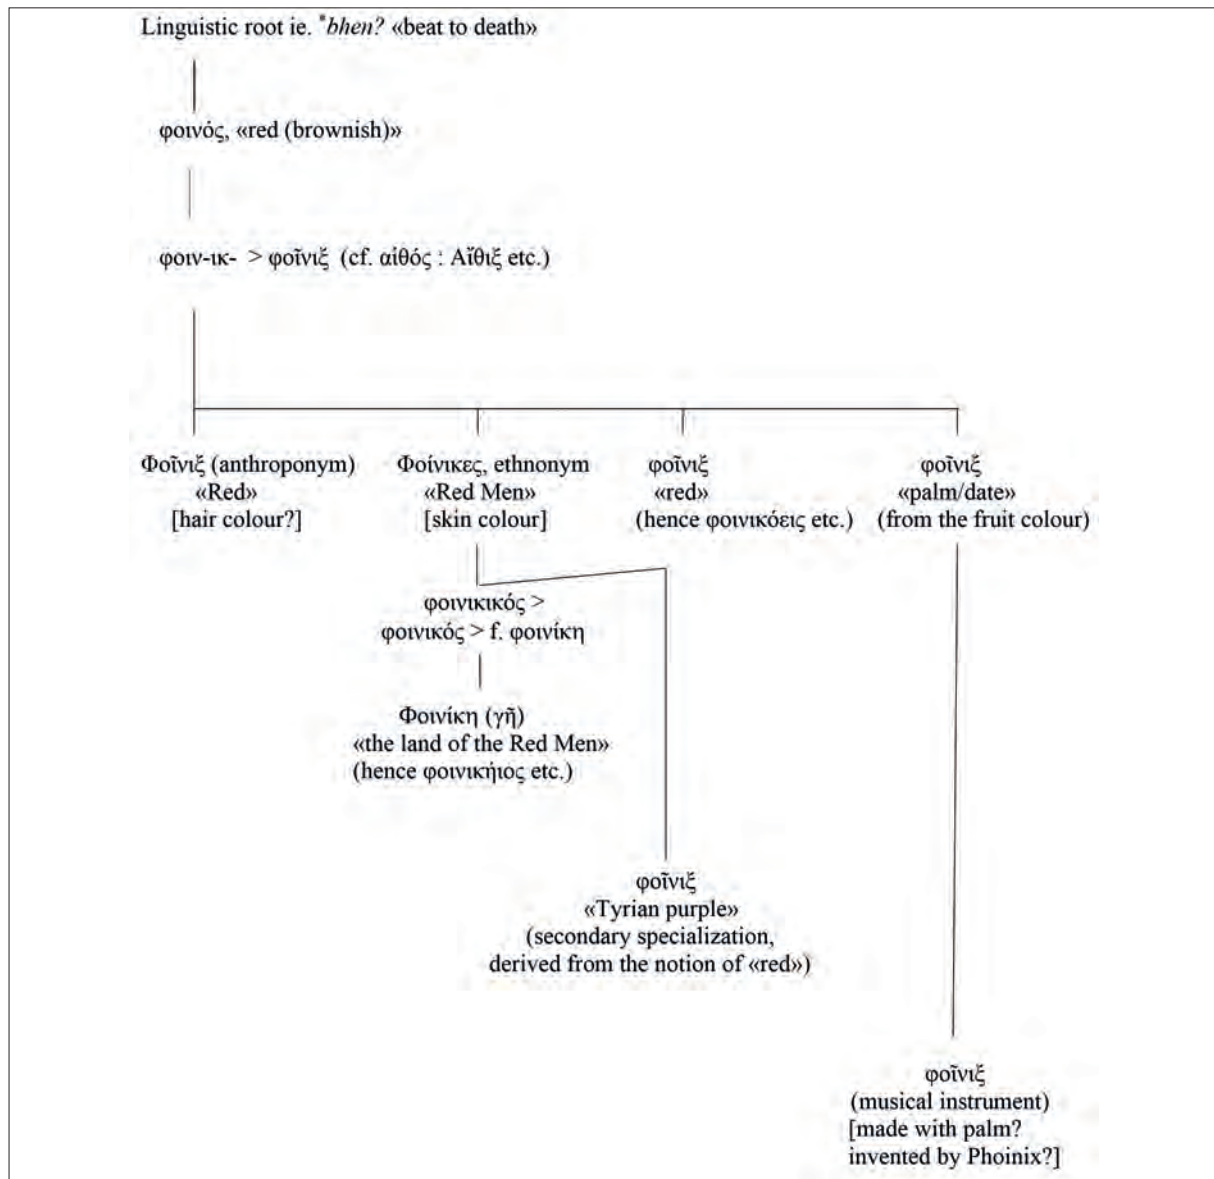 Linguistic root ie. *bhen? «beat to death»
φοινός, «red (brownish)»
φοιν-ικ- > φοῖνιξ (cf. αἰθός : Αἴθιξ etc.)
Φοῖνιξ (anthroponym)
«Red»
[hair colour?]
Φοίνικες, ethnonym
«Red Men»
[skin colour]
φοῖνιξ
«red»
(hence φοινικόεις etc.)
φοῖνιξ
«palm/date»
(from the fruit colour)
φοινικικός >
φοινικός > f. φοινίκη
Φοινίκη (γῆ)
«the land of the Red Men»
(hence φοινικήιος etc.)
φοῖνιξ
«Tyrian purple»
(secondary specialization,
derived from the notion of «red»)
φοῖνιξ
(musical instrument)
[made with palm?
invented by Phoinix?]